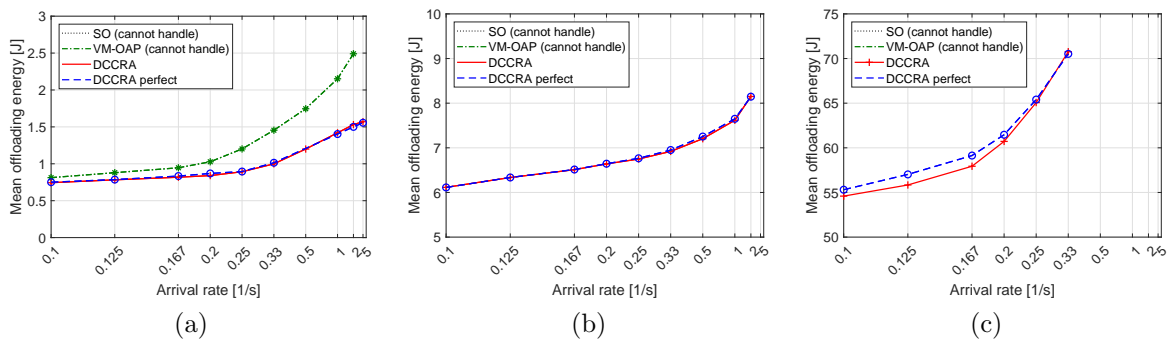 3
2.5
2
1.5
1
0.5
0
Mean offloading energy [J]
SO (cannot handle)
VM-OAP (cannot handle)
DCCRA
DCCRA perfect
0.1
0.125
0.167
0.2
0.25
0.33
0.5
1
2
5
Arrival rate [1/s]
(a)
10
9
8
7
6
5
Mean offloading energy [J]
SO (cannot handle)
VM-OAP (cannot handle)
DCCRA
DCCRA perfect
0.1
0.125
0.167
0.2
0.25
0.33
0.5
1
2
5
Arrival rate [1/s]
(b)
75
70
65
60
55
50
Mean offloading energy [J]
SO (cannot handle)
VM-OAP (cannot handle)
DCCRA
DCCRA perfect
0.1
0.125
0.167
0.2
0.25
0.33
0.5
1
2
5
Arrival rate [1/s]
(c)